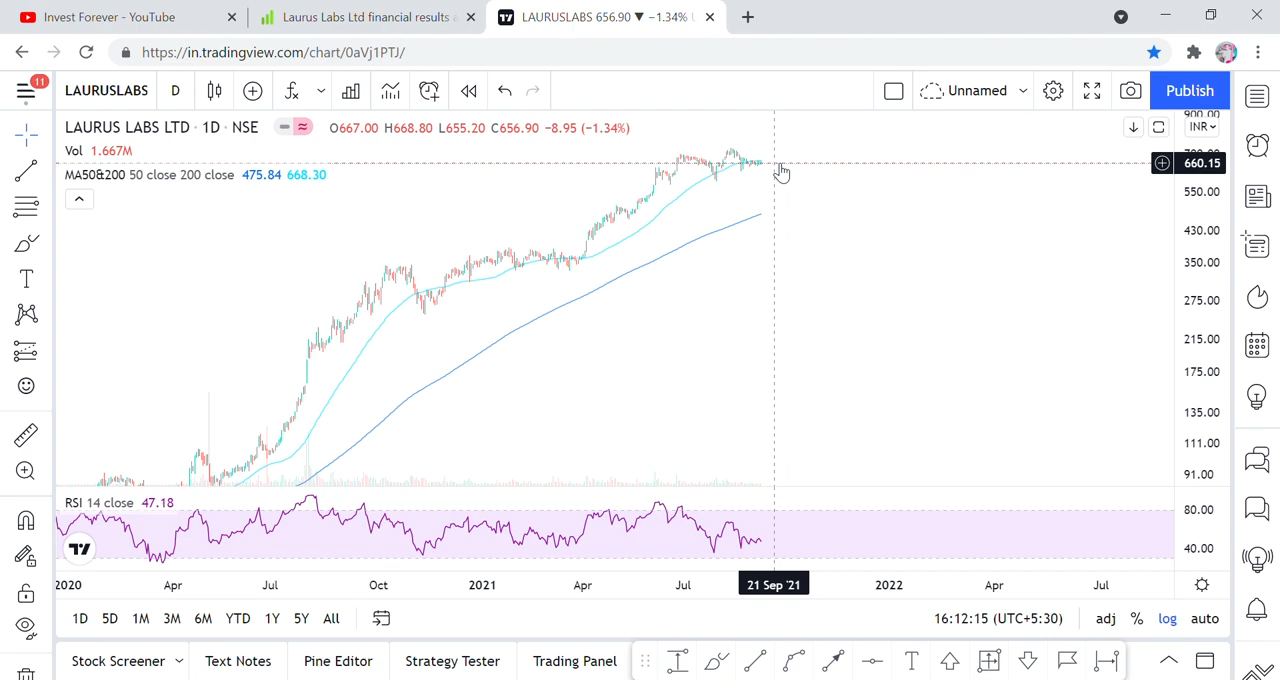 Invest Forever - YouTube
Laurus Labs Ltd financial results a
LAURUSLABS 656.90 ▼ −1.34% U
https://in.tradingview.com/chart/0aVj1PTJ/
11
LAURUSLABS D
Unnamed
Publish
LAURUS LABS LTD · 1D · NSE O667.00 H668.80 L655.20 C656.90 −8.95 (−1.34%)
Vol 1.667M
MA50&200 50 close 200 close 475.84 668.30
900.00
INR
700.00
660.15
550.00
430.00
350.00
275.00
215.00
175.00
135.00
111.00
91.00
RSI 14 close 47.18
80.00
40.00
2020 Apr Jul Oct 2021 Apr Jul 21 Sep '21 2022 Apr Jul
1D 5D 1M 3M 6M YTD 1Y 5Y All
16:12:15 (UTC+5:30) adj % log auto
Stock Screener Text Notes Pine Editor Strategy Tester Trading Panel